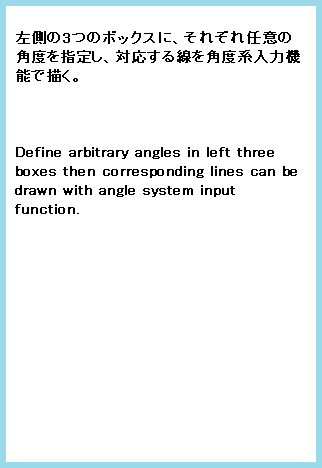 左側の3つのボックスに、それぞれ任意の
角度を指定し、対応する線を角度系入力機
能で描く。
Define arbitrary angles in left three
boxes then corresponding lines can be
drawn with angle system input
function.